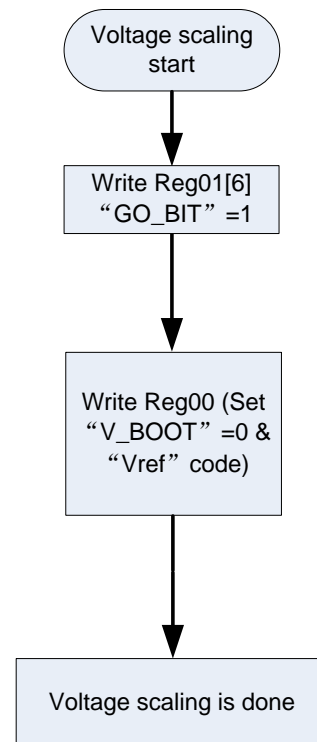 Voltage scaling
start
Write Reg01[6]
“GO_BIT” =1
Write Reg00 (Set
“V_BOOT” =0 &
“Vref” code)
Voltage scaling is done